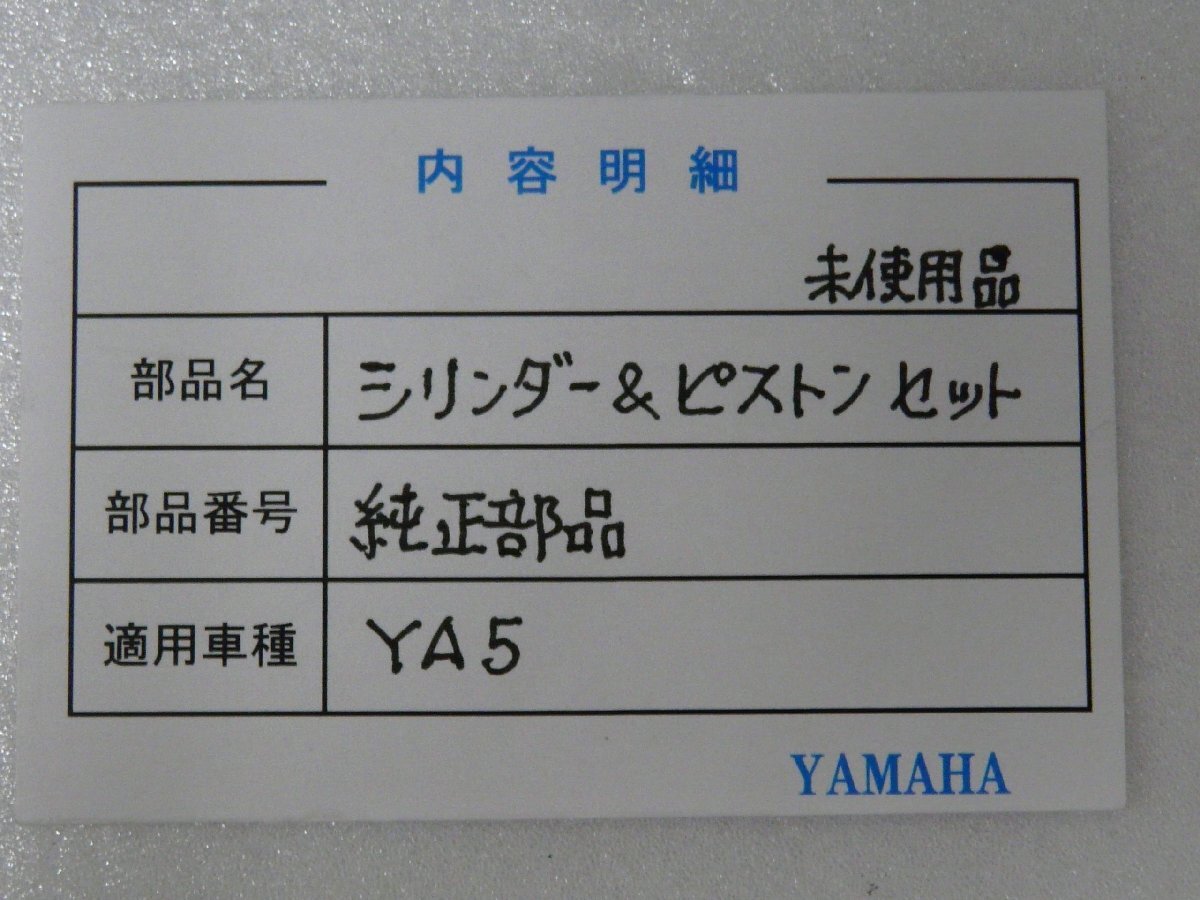 内容明細
未使用品
部品名 シリンダー&ピストンセット
部品番号 純正部品
適用車種 YA5
YAMAHA